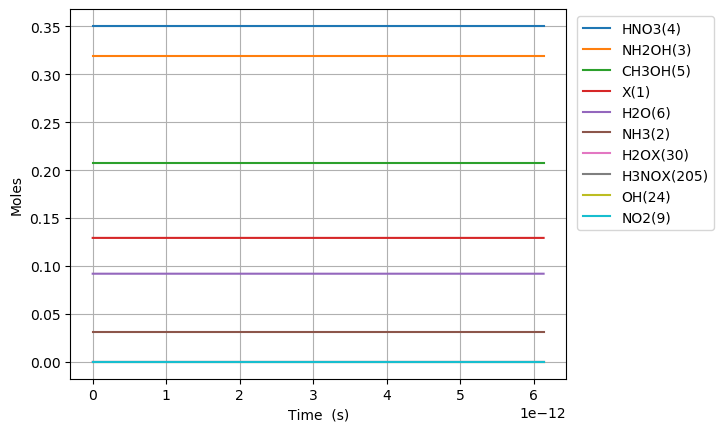 0.35
0.30
0.25
0.20
0.15
0.10
0.05
0.00
Moles
0
1
2
3
4
5
6
1e−12
Time  (s)
HNO3(4)
NH2OH(3)
CH3OH(5)
X(1)
H2O(6)
NH3(2)
H2OX(30)
H3NOX(205)
OH(24)
NO2(9)